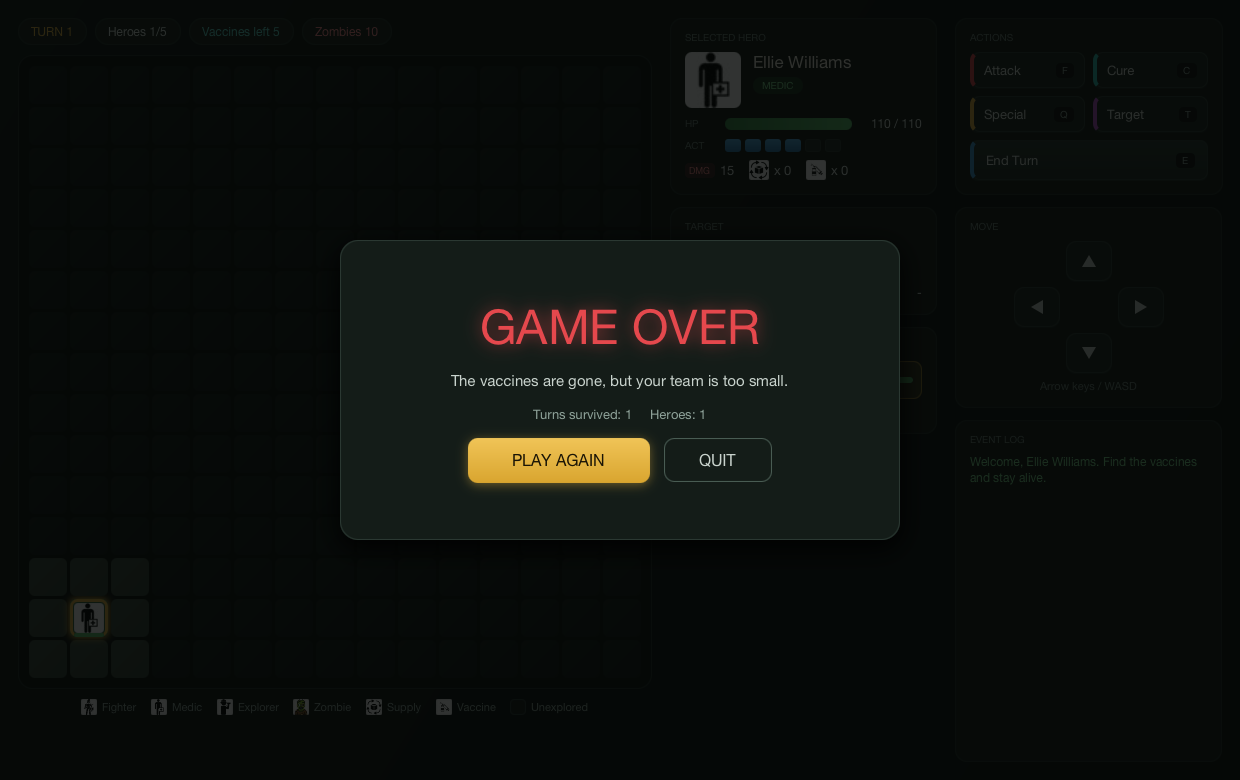 TURN 1 Heroes 1/5 Vaccines left 5 Zombies 10
SELECTED HERO
Ellie Williams
MEDIC
HP 110 / 110
ACT
DMG 15 x 0 x 0
TARGET
-
ACTIONS
Attack F Cure C
Special Q Target T
End Turn E
MOVE
Arrow keys / WASD
EVENT LOG
Welcome, Ellie Williams. Find the vaccines
and stay alive.
GAME OVER
The vaccines are gone, but your team is too small.
Turns survived: 1 Heroes: 1
PLAY AGAIN QUIT
Fighter Medic Explorer Zombie Supply Vaccine Unexplored